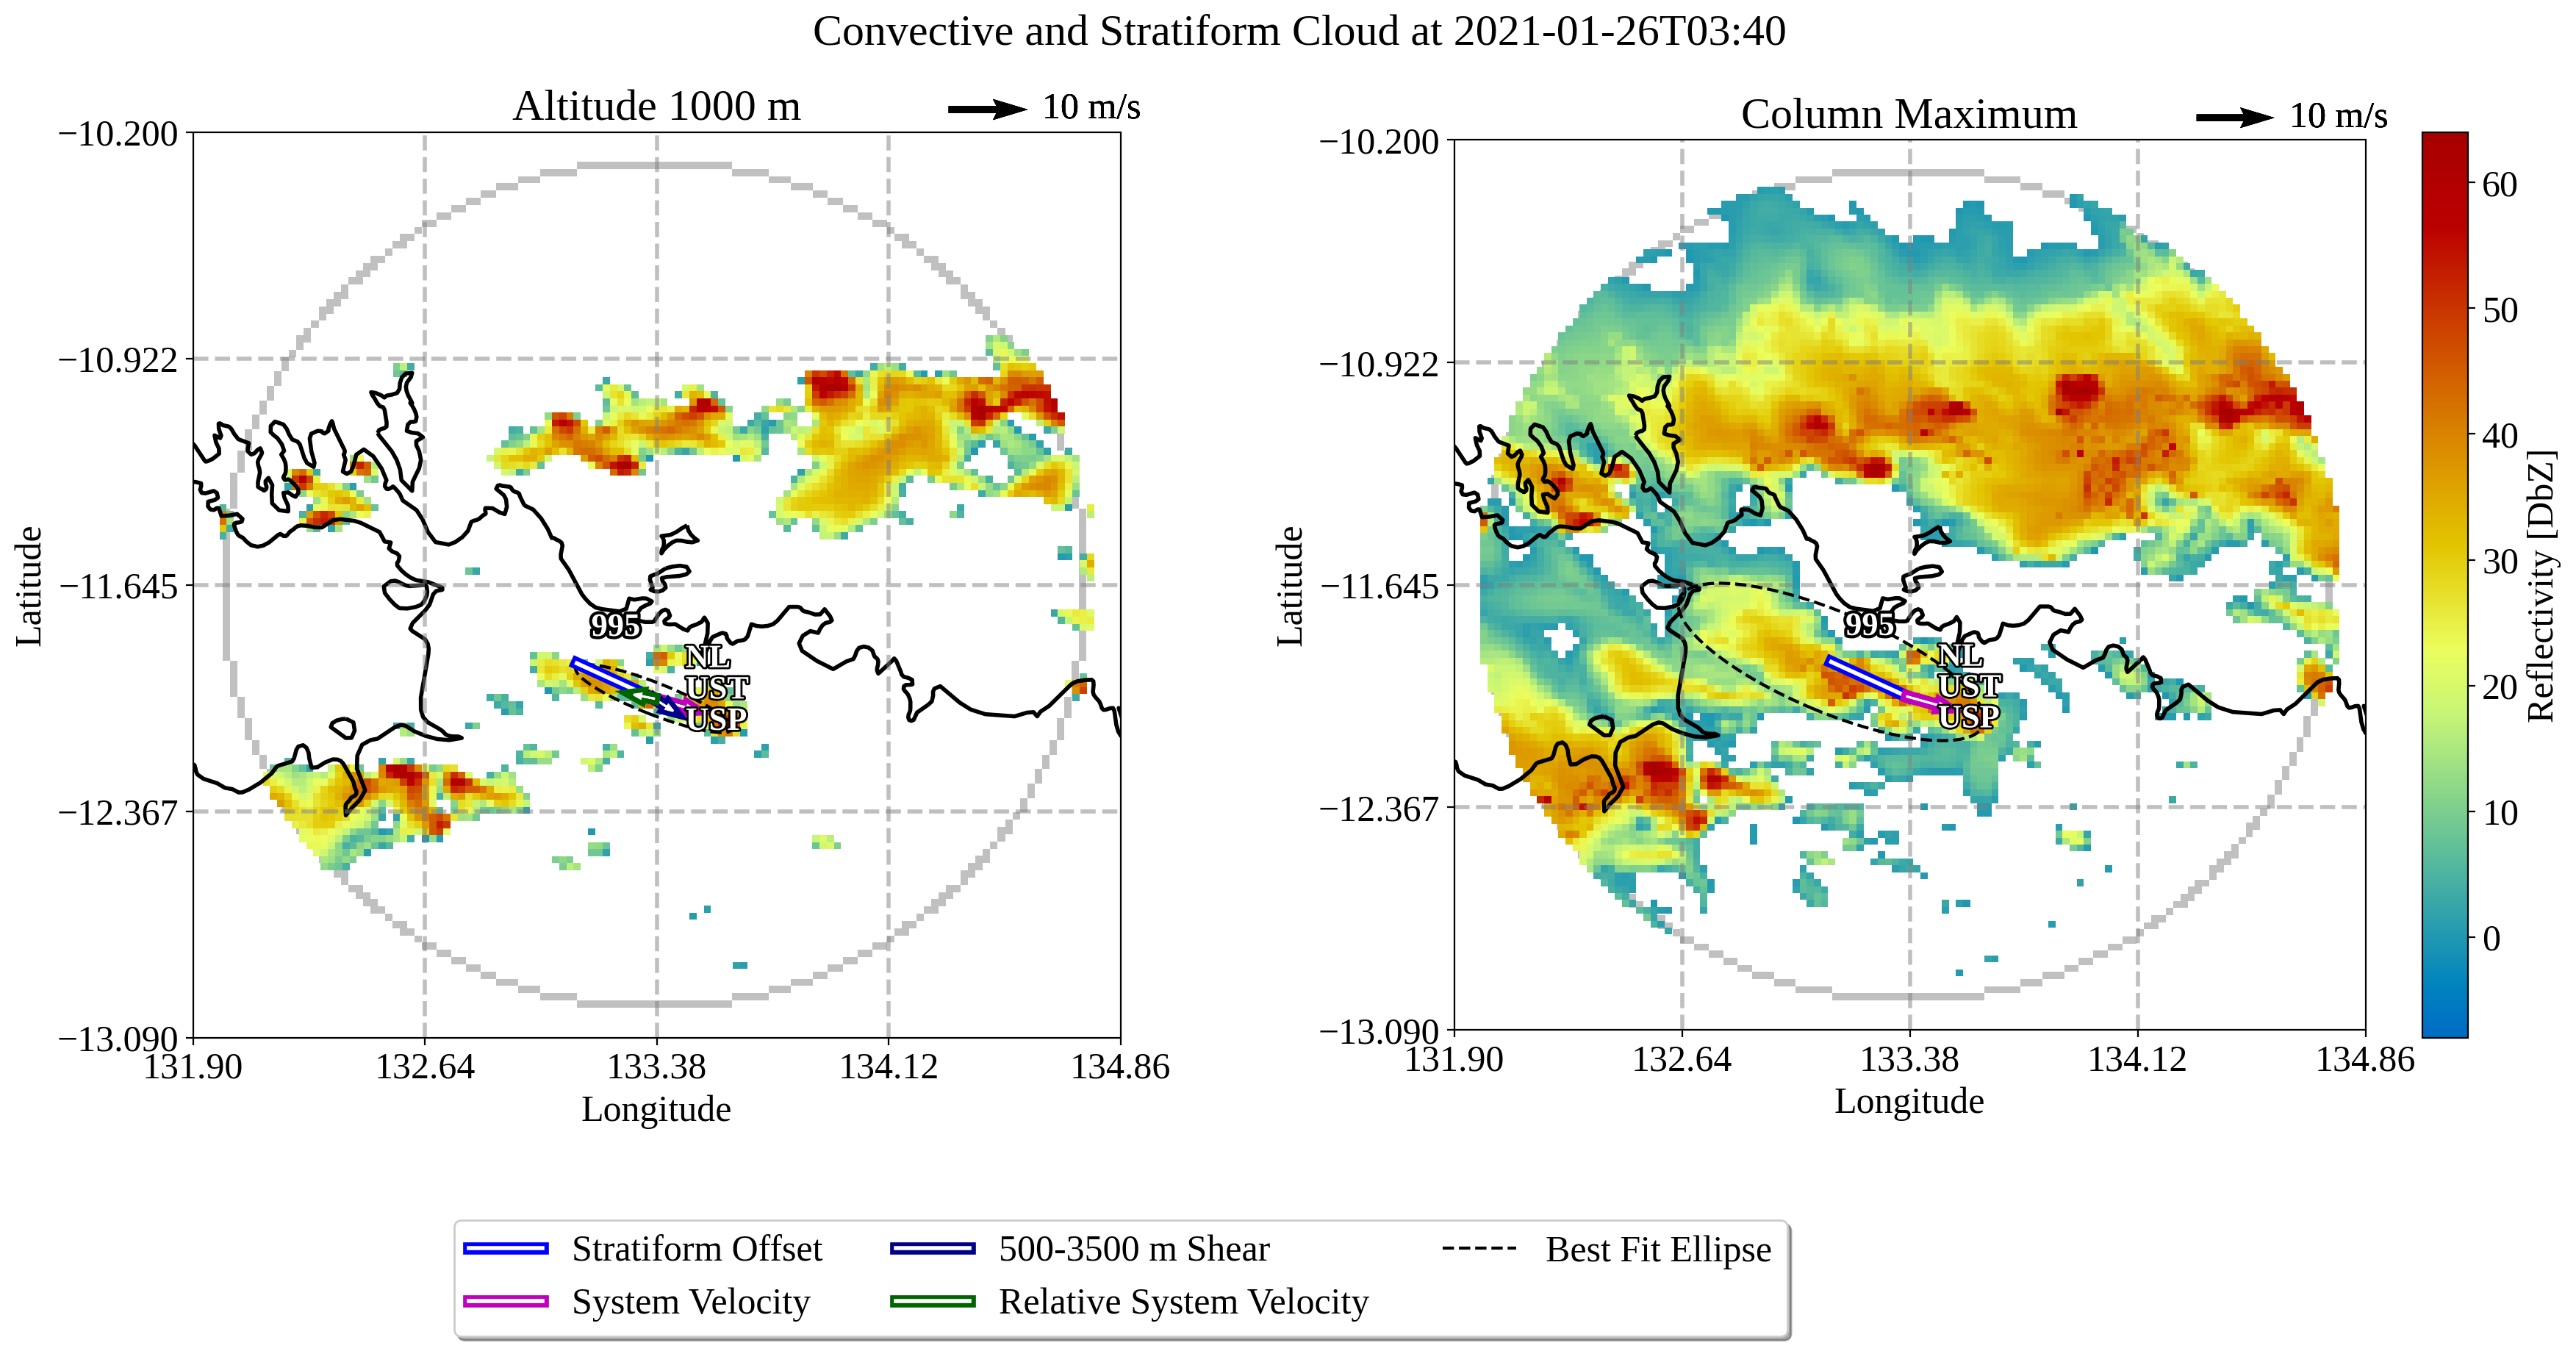 Convective and Stratiform Cloud at 2021-01-26T03:40
Altitude 1000 m
10 m/s
−10.200
−10.922
−11.645
−12.367
−13.090
Latitude
131.90
132.64
133.38
134.12
134.86
Longitude
995
NL
UST
USP
Column Maximum
10 m/s
−10.200
−10.922
−11.645
−12.367
−13.090
Latitude
131.90
132.64
133.38
134.12
134.86
Longitude
995
NL
UST
USP
60
50
40
30
20
10
0
Reflectivity [DbZ]
Stratiform Offset
System Velocity
500-3500 m Shear
Relative System Velocity
Best Fit Ellipse